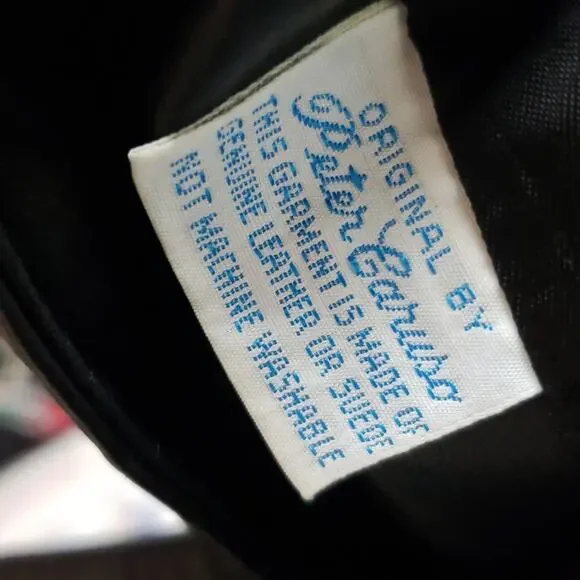 ORIGINAL BY
Peter Caruso
THIS GARMENT IS MADE OF
GENUINE LEATHER OR SUEDE
NOT MACHINE WASHABLE